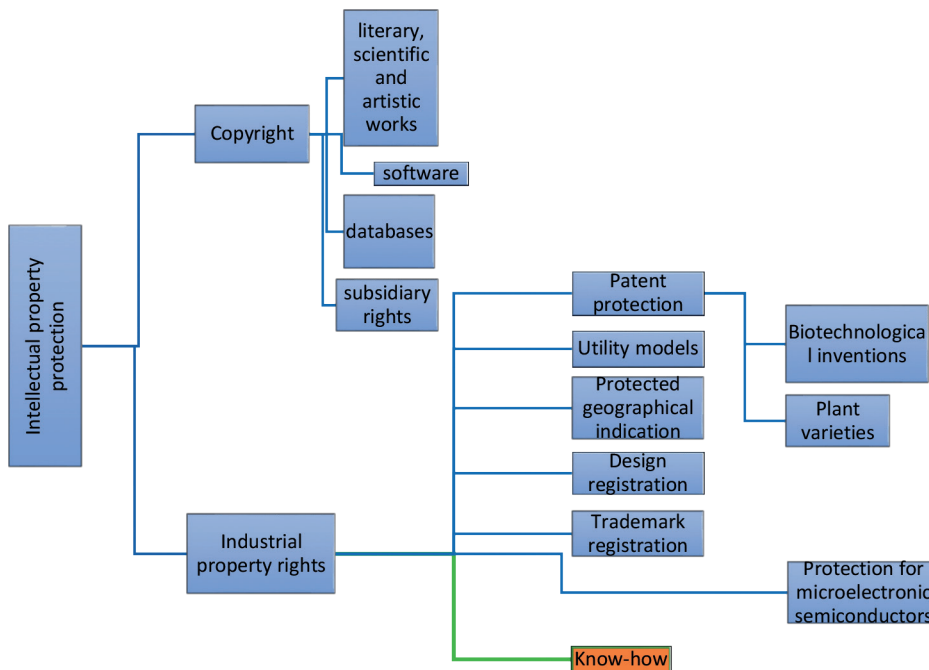 Intellectual property
protection
Copyright
literary,
scientific
and
artistic
works
software
databases
subsidiary
rights
Industrial
property rights
Patent
protection
Biotechnologica
l inventions
Plant
varieties
Utility models
Protected
geographical
indication
Design
registration
Trademark
registration
Protection for
microelectronic
semiconductors
Know-how